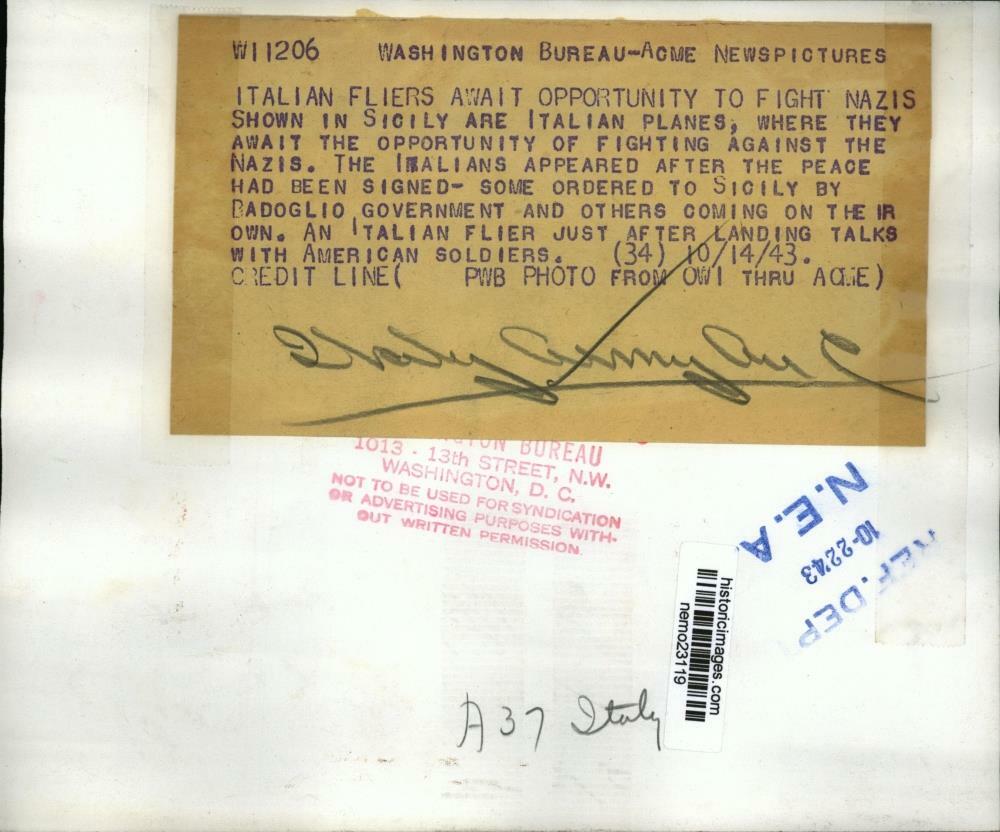 W11206 WASHINGTON BUREAU-ACME NEWSPICTURES
ITALIAN FLIERS AWAIT OPPORTUNITY TO FIGHT NAZIS
SHOWN IN SICILY ARE ITALIAN PLANES, WHERE THEY
AWAIT THE OPPORTUNITY OF FIGHTING AGAINST THE
NAZIS. THE ITALIANS APPEARED AFTER THE PEACE
HAD BEEN SIGNED- SOME ORDERED TO SICILY BY
BADOGLIO GOVERNMENT AND OTHERS COMING ON THEIR
OWN. AN ITALIAN FLIER JUST AFTER LANDING TALKS
WITH AMERICAN SOLDIERS. (34) 10/14/43.
CREDIT LINE( PWB PHOTO FROM OWI THRU ACME)
Italy Army Air
BUREAU
1013 - 13th STREET, N.W.
WASHINGTON, D. C.
NOT TO BE USED FOR SYNDICATION
OR ADVERTISING PURPOSES WITH-
OUT WRITTEN PERMISSION.
N.E.A
10-22 43
REF. DEP
historicimages.com
nemo23119
A37 Italy